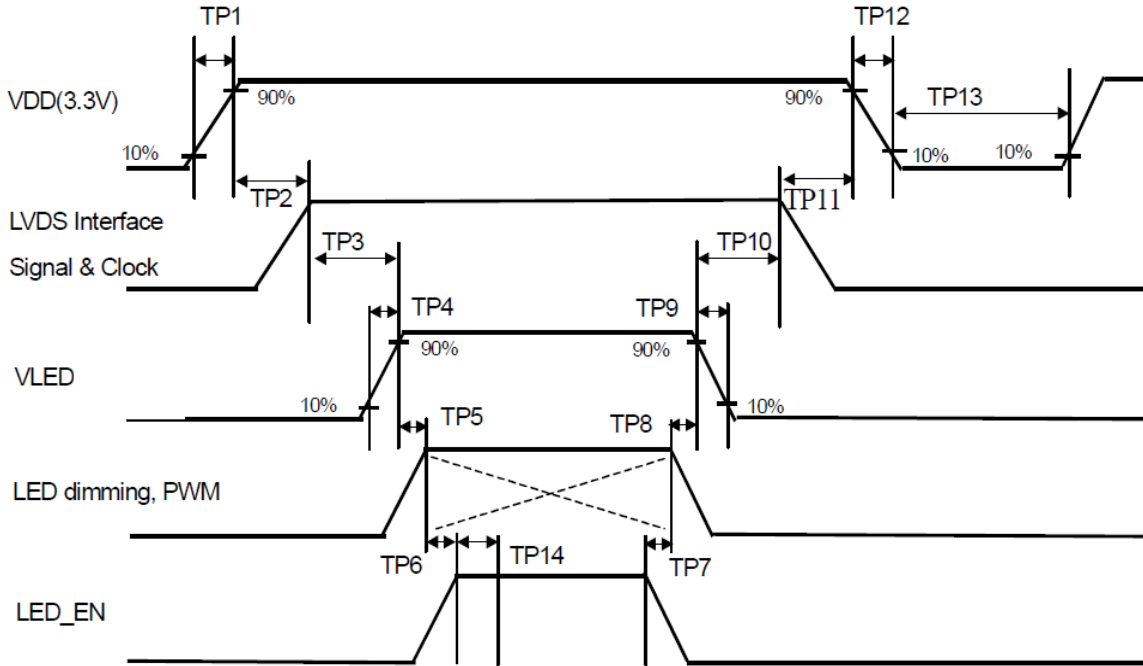 TP1
TP12
VDD(3.3V)
90%
90%
TP13
10%
10%
10%
TP2
TP11
LVDS Interface
Signal & Clock
TP3
TP10
TP4
TP9
90%
90%
VLED
10%
10%
TP5
TP8
LED dimming, PWM
TP6
TP14
TP7
LED_EN